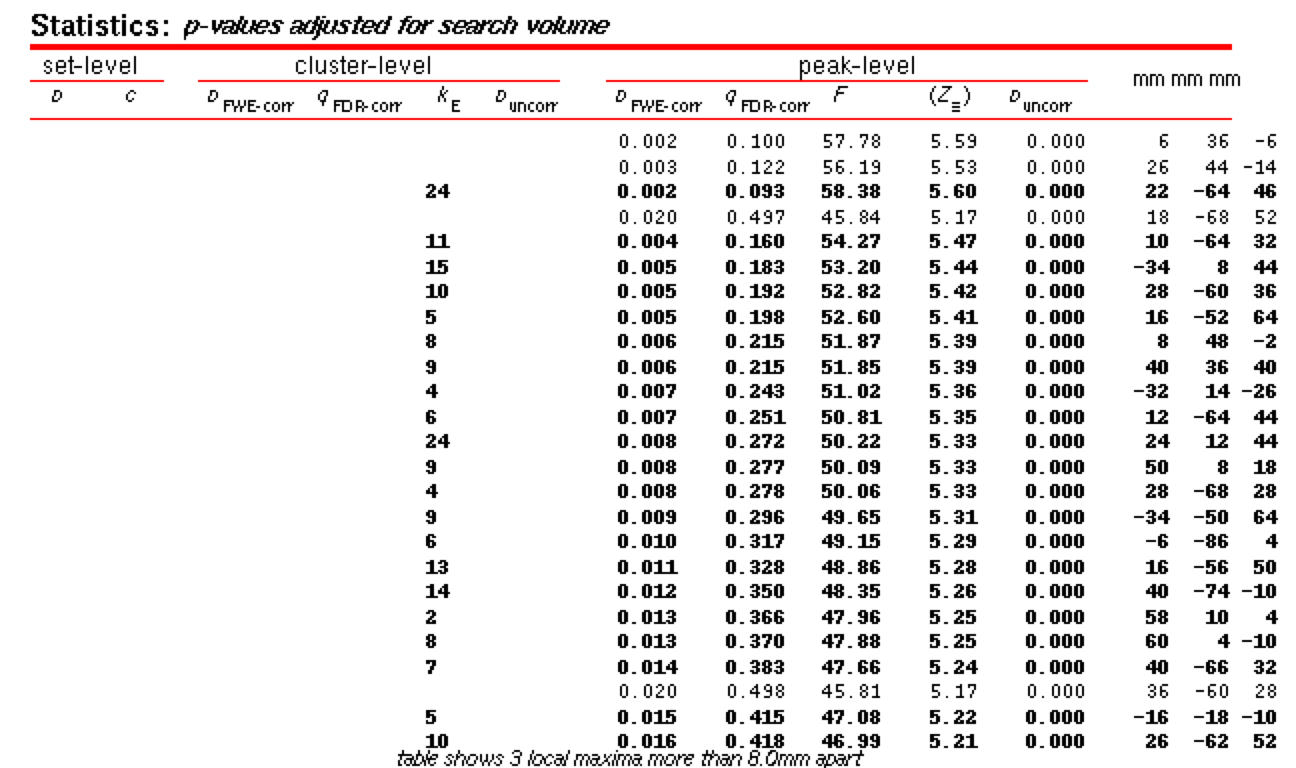 Statistics: p-values adjusted for search volume
set-level cluster-level peak-level mm mm mm
p c p FWE-corr q FDR-corr k E p uncorr p FWE-corr q FDR-corr F (Z≡) p uncorr
0.002 0.100 57.78 5.59 0.000 6 36 -6
0.003 0.122 56.19 5.53 0.000 26 44 -14
24 0.002 0.093 58.38 5.60 0.000 22 -64 46
0.020 0.497 45.84 5.17 0.000 18 -68 52
11 0.004 0.160 54.27 5.47 0.000 10 -64 32
15 0.005 0.183 53.20 5.44 0.000 -34 8 44
10 0.005 0.192 52.82 5.42 0.000 28 -60 36
5 0.005 0.198 52.60 5.41 0.000 16 -52 64
8 0.006 0.215 51.87 5.39 0.000 8 48 -2
9 0.006 0.215 51.85 5.39 0.000 40 36 40
4 0.007 0.243 51.02 5.36 0.000 -32 14 -26
6 0.007 0.251 50.81 5.35 0.000 12 -64 44
24 0.008 0.272 50.22 5.33 0.000 24 12 44
9 0.008 0.277 50.09 5.33 0.000 50 8 18
4 0.008 0.278 50.06 5.33 0.000 28 -68 28
9 0.009 0.296 49.65 5.31 0.000 -34 -50 64
6 0.010 0.317 49.15 5.29 0.000 -6 -86 4
13 0.011 0.328 48.86 5.28 0.000 16 -56 50
14 0.012 0.350 48.35 5.26 0.000 40 -74 -10
2 0.013 0.366 47.96 5.25 0.000 58 10 4
8 0.013 0.370 47.88 5.25 0.000 60 4 -10
7 0.014 0.383 47.66 5.24 0.000 40 -66 32
0.020 0.498 45.81 5.17 0.000 36 -60 28
5 0.015 0.415 47.08 5.22 0.000 -16 -18 -10
10 0.016 0.418 46.99 5.21 0.000 26 -62 52
table shows 3 local maxima more than 8.0mm apart